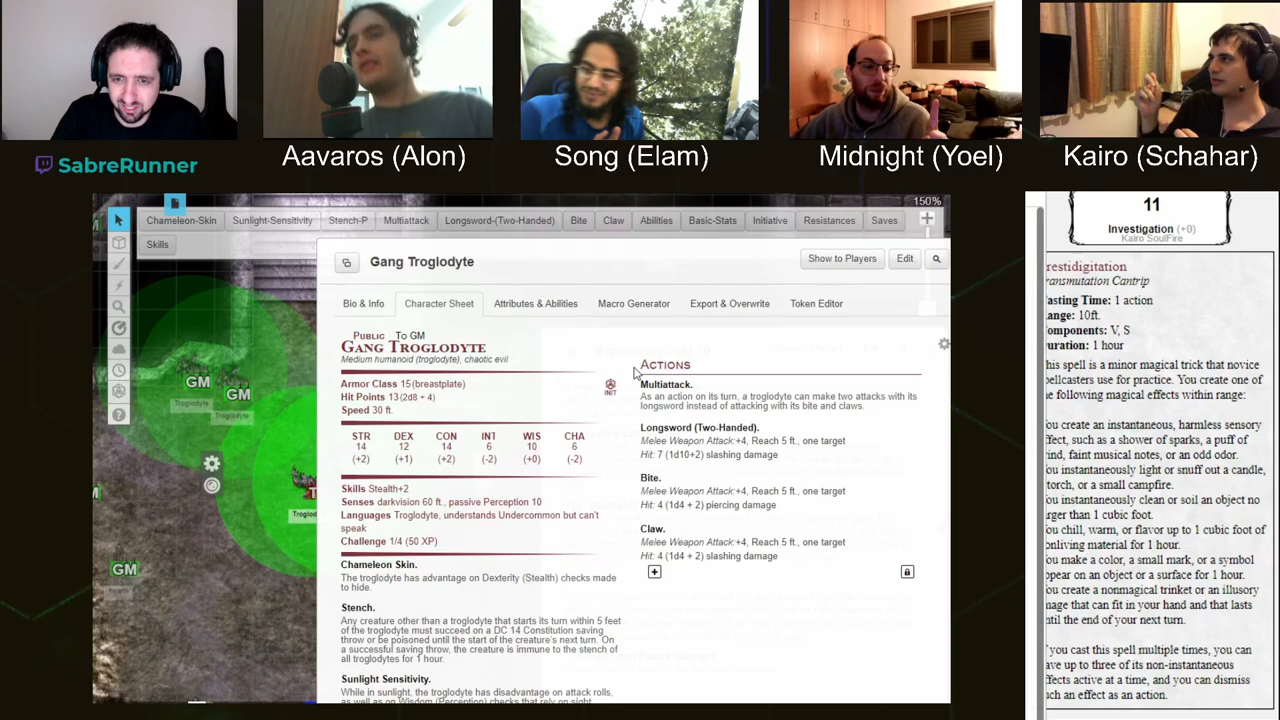 SabreRunner
Aavaros (Alon)
Song (Elam)
Midnight (Yoel)
Kairo (Schahar)
150%
Chameleon-Skin
Sunlight-Sensitivity
Stench-P
Multiattack
Longsword-(Two-Handed)
Bite
Claw
Abilities
Basic-Stats
Initiative
Resistances
Saves
Skills
Gang Troglodyte
Show to Players
Edit
Bio & Info
Character Sheet
Attributes & Abilities
Macro Generator
Export & Overwrite
Token Editor
Public To GM
Gang Troglodyte
Medium humanoid (troglodyte), chaotic evil
Armor Class 15 (breastplate)
Hit Points 13 (2d8 + 4)
Speed 30 ft.
INIT
STR DEX CON INT WIS CHA
14 12 14 6 10 6
(+2) (+1) (+2) (-2) (+0) (-2)
Skills Stealth+2
Senses darkvision 60 ft., passive Perception 10
Languages Troglodyte, understands Undercommon but can't
speak
Challenge 1/4 (50 XP)
Chameleon Skin.
The troglodyte has advantage on Dexterity (Stealth) checks made
to hide.
Stench.
Any creature other than a troglodyte that starts its turn within 5 feet
of the troglodyte must succeed on a DC 14 Constitution saving
throw or be poisoned until the start of the creature's next turn. On
a successful saving throw, the creature is immune to the stench of
all troglodytes for 1 hour.
Sunlight Sensitivity.
While in sunlight, the troglodyte has disadvantage on attack rolls,
as well as on Wisdom (Perception) checks that rely on sight.
Actions
Multiattack.
As an action on its turn, a troglodyte can make two attacks with its
longsword instead of attacking with its bite and claws.
Longsword (Two-Handed).
Melee Weapon Attack:+4, Reach 5 ft., one target
Hit: 7 (1d10+2) slashing damage
Bite.
Melee Weapon Attack:+4, Reach 5 ft., one target
Hit: 4 (1d4 + 2) piercing damage
Claw.
Melee Weapon Attack:+4, Reach 5 ft., one target
Hit: 4 (1d4 + 2) slashing damage
GM
GM
Troglodyte
Troglodyte
Troglod
GM
11
Investigation (+0)
Kairo SoulFire
restidigitation
ransmutation Cantrip
asting Time: 1 action
ange: 10ft.
omponents: V, S
uration: 1 hour
his spell is a minor magical trick that novice
pellcasters use for practice. You create one of
he following magical effects within range:
ou create an instantaneous, harmless sensory
ffect, such as a shower of sparks, a puff of
ind, faint musical notes, or an odd odor.
ou instantaneously light or snuff out a candle,
torch, or a small campfire.
ou instantaneously clean or soil an object no
arger than 1 cubic foot.
ou chill, warm, or flavor up to 1 cubic foot of
onliving material for 1 hour.
ou make a color, a small mark, or a symbol
ppear on an object or a surface for 1 hour.
ou create a nonmagical trinket or an illusory
mage that can fit in your hand and that lasts
ntil the end of your next turn.
f you cast this spell multiple times, you can
ave up to three of its non-instantaneous
ffects active at a time, and you can dismiss
uch an effect as an action.